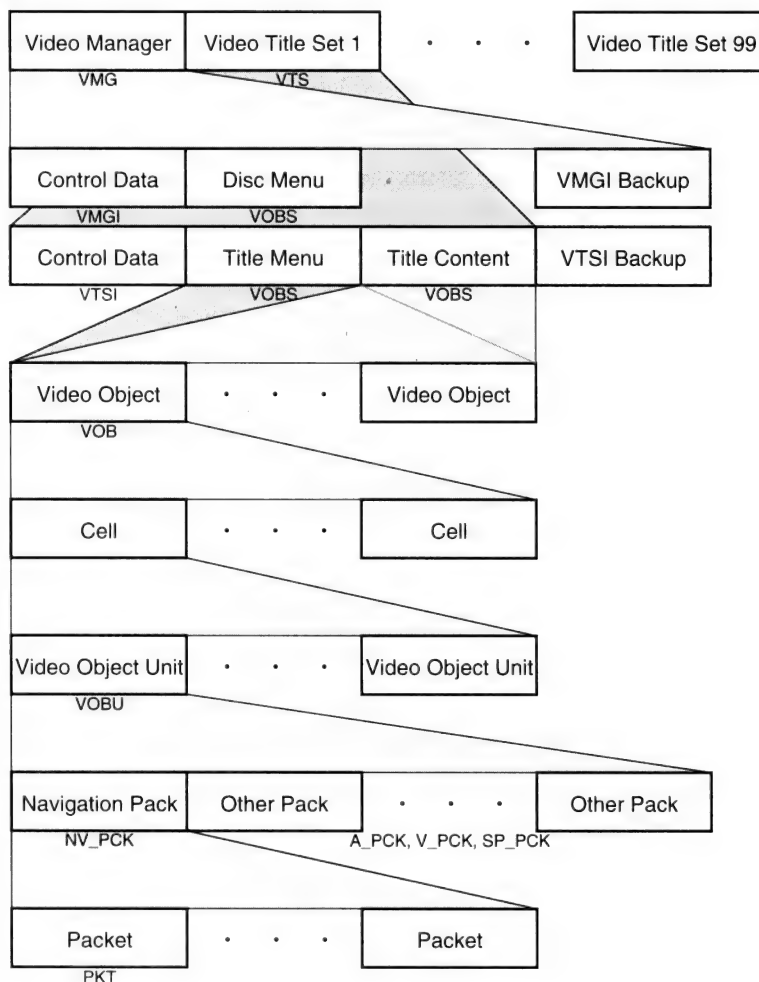 Video Manager Video Title Set 1 . . . Video Title Set 99
VMG VTS
Control Data Disc Menu VMGI Backup
VMGI VOBS
Control Data Title Menu Title Content VTSI Backup
VTSI VOBS VOBS
Video Object . . . Video Object
VOB
Cell . . . Cell
Video Object Unit . . . Video Object Unit
VOBU
Navigation Pack Other Pack . . . Other Pack
NV_PCK A_PCK, V_PCK, SP_PCK
Packet . . . Packet
PKT